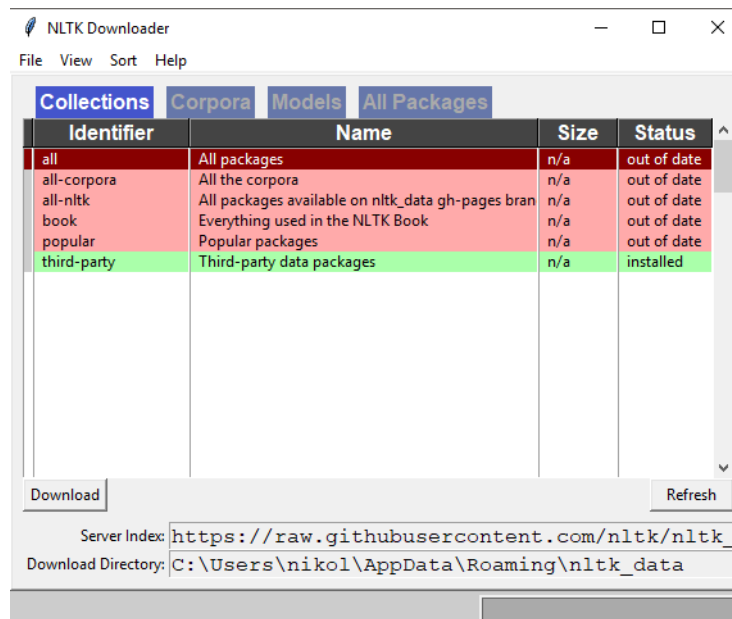 NLTK Downloader
File View Sort Help
Collections Corpora Models All Packages
Identifier Name Size Status
all All packages n/a out of date
all-corpora All the corpora n/a out of date
all-nltk All packages available on nltk_data gh-pages bran n/a out of date
book Everything used in the NLTK Book n/a out of date
popular Popular packages n/a out of date
third-party Third-party data packages n/a installed
Download Refresh
Server Index: https://raw.githubusercontent.com/nltk/nltk_
Download Directory: C:\Users\nikol\AppData\Roaming\nltk_data